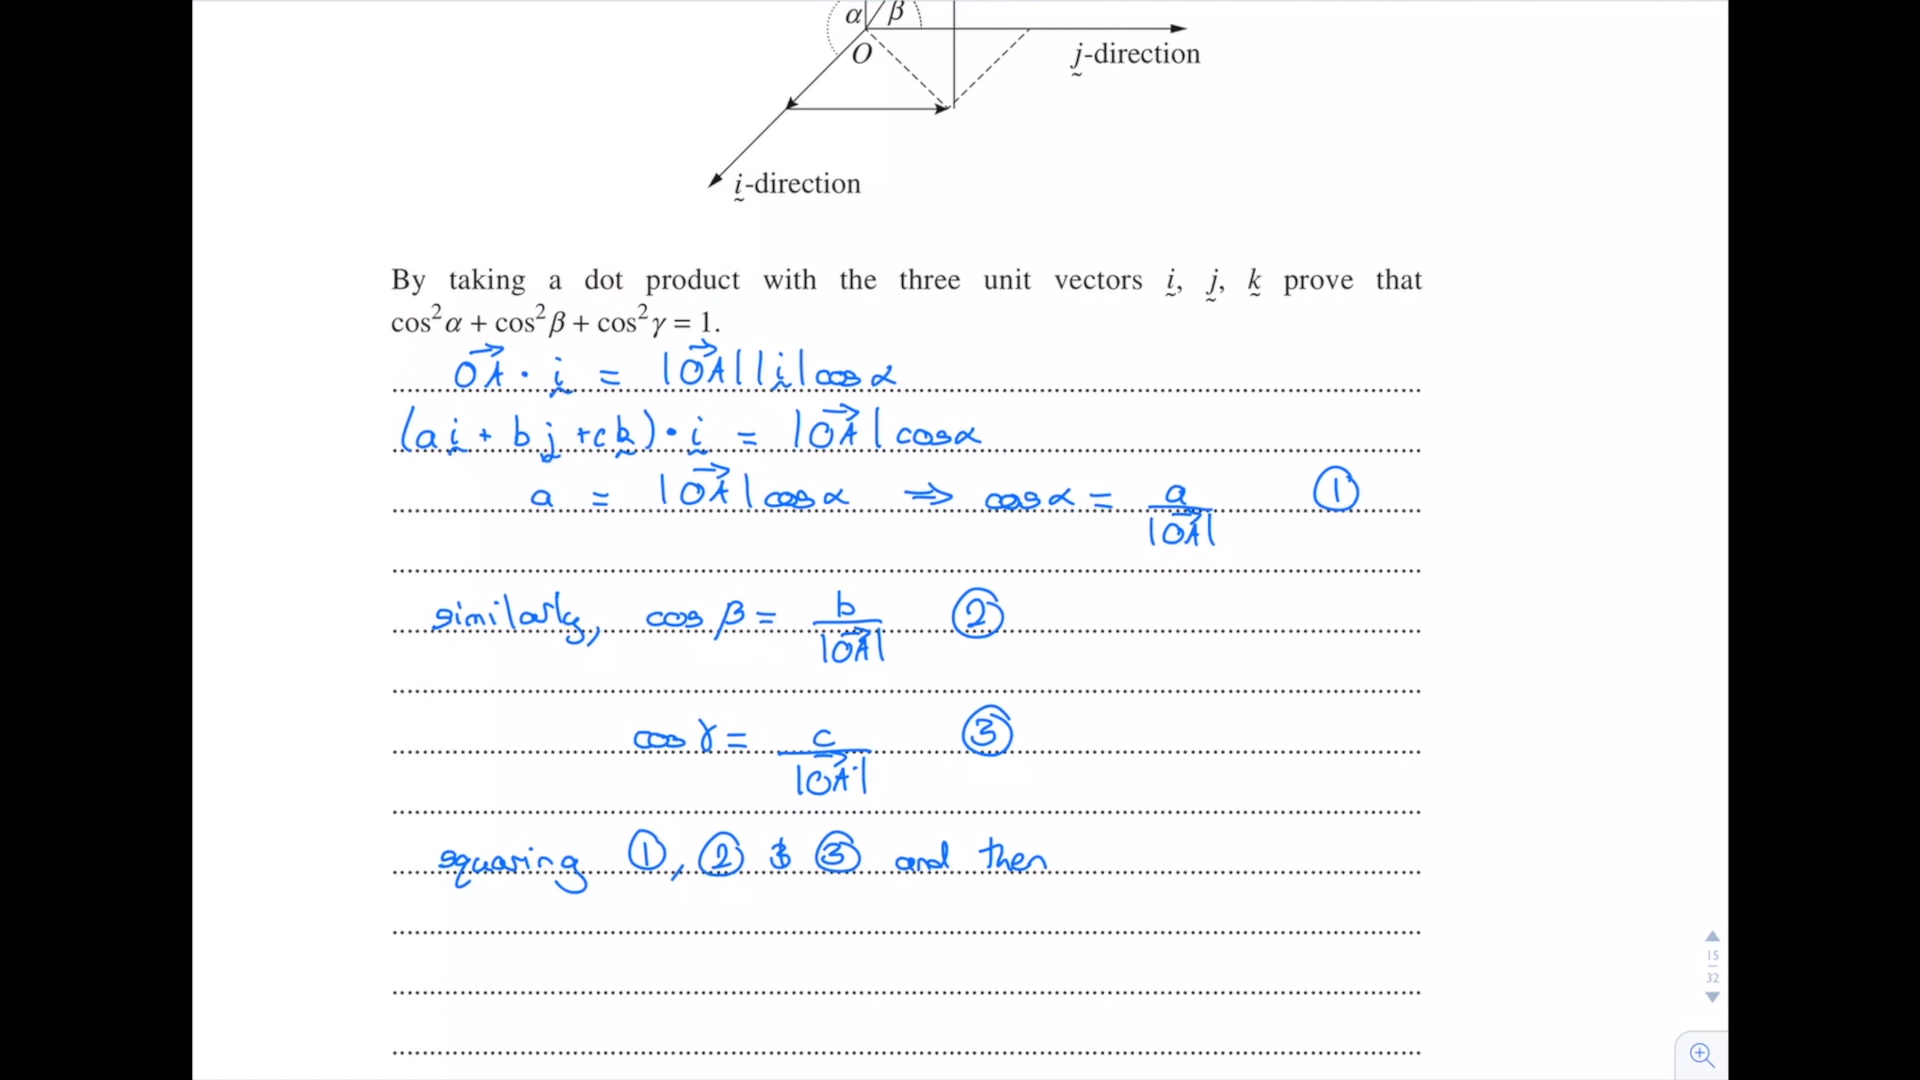 α β
O
j-direction
i-direction
By taking a dot product with the three unit vectors i, j, k prove that
cos²α + cos²β + cos²γ = 1.
OA · i = |OA| |i| cos α
(ai + bj + ck) · i = |OA| cos α
a = |OA| cos α ⇒ cos α = a / |OA| ①
similarly, cos β = b / |OA| ②
cos γ = c / |OA| ③
squaring ①, ② & ③ and then
15
32